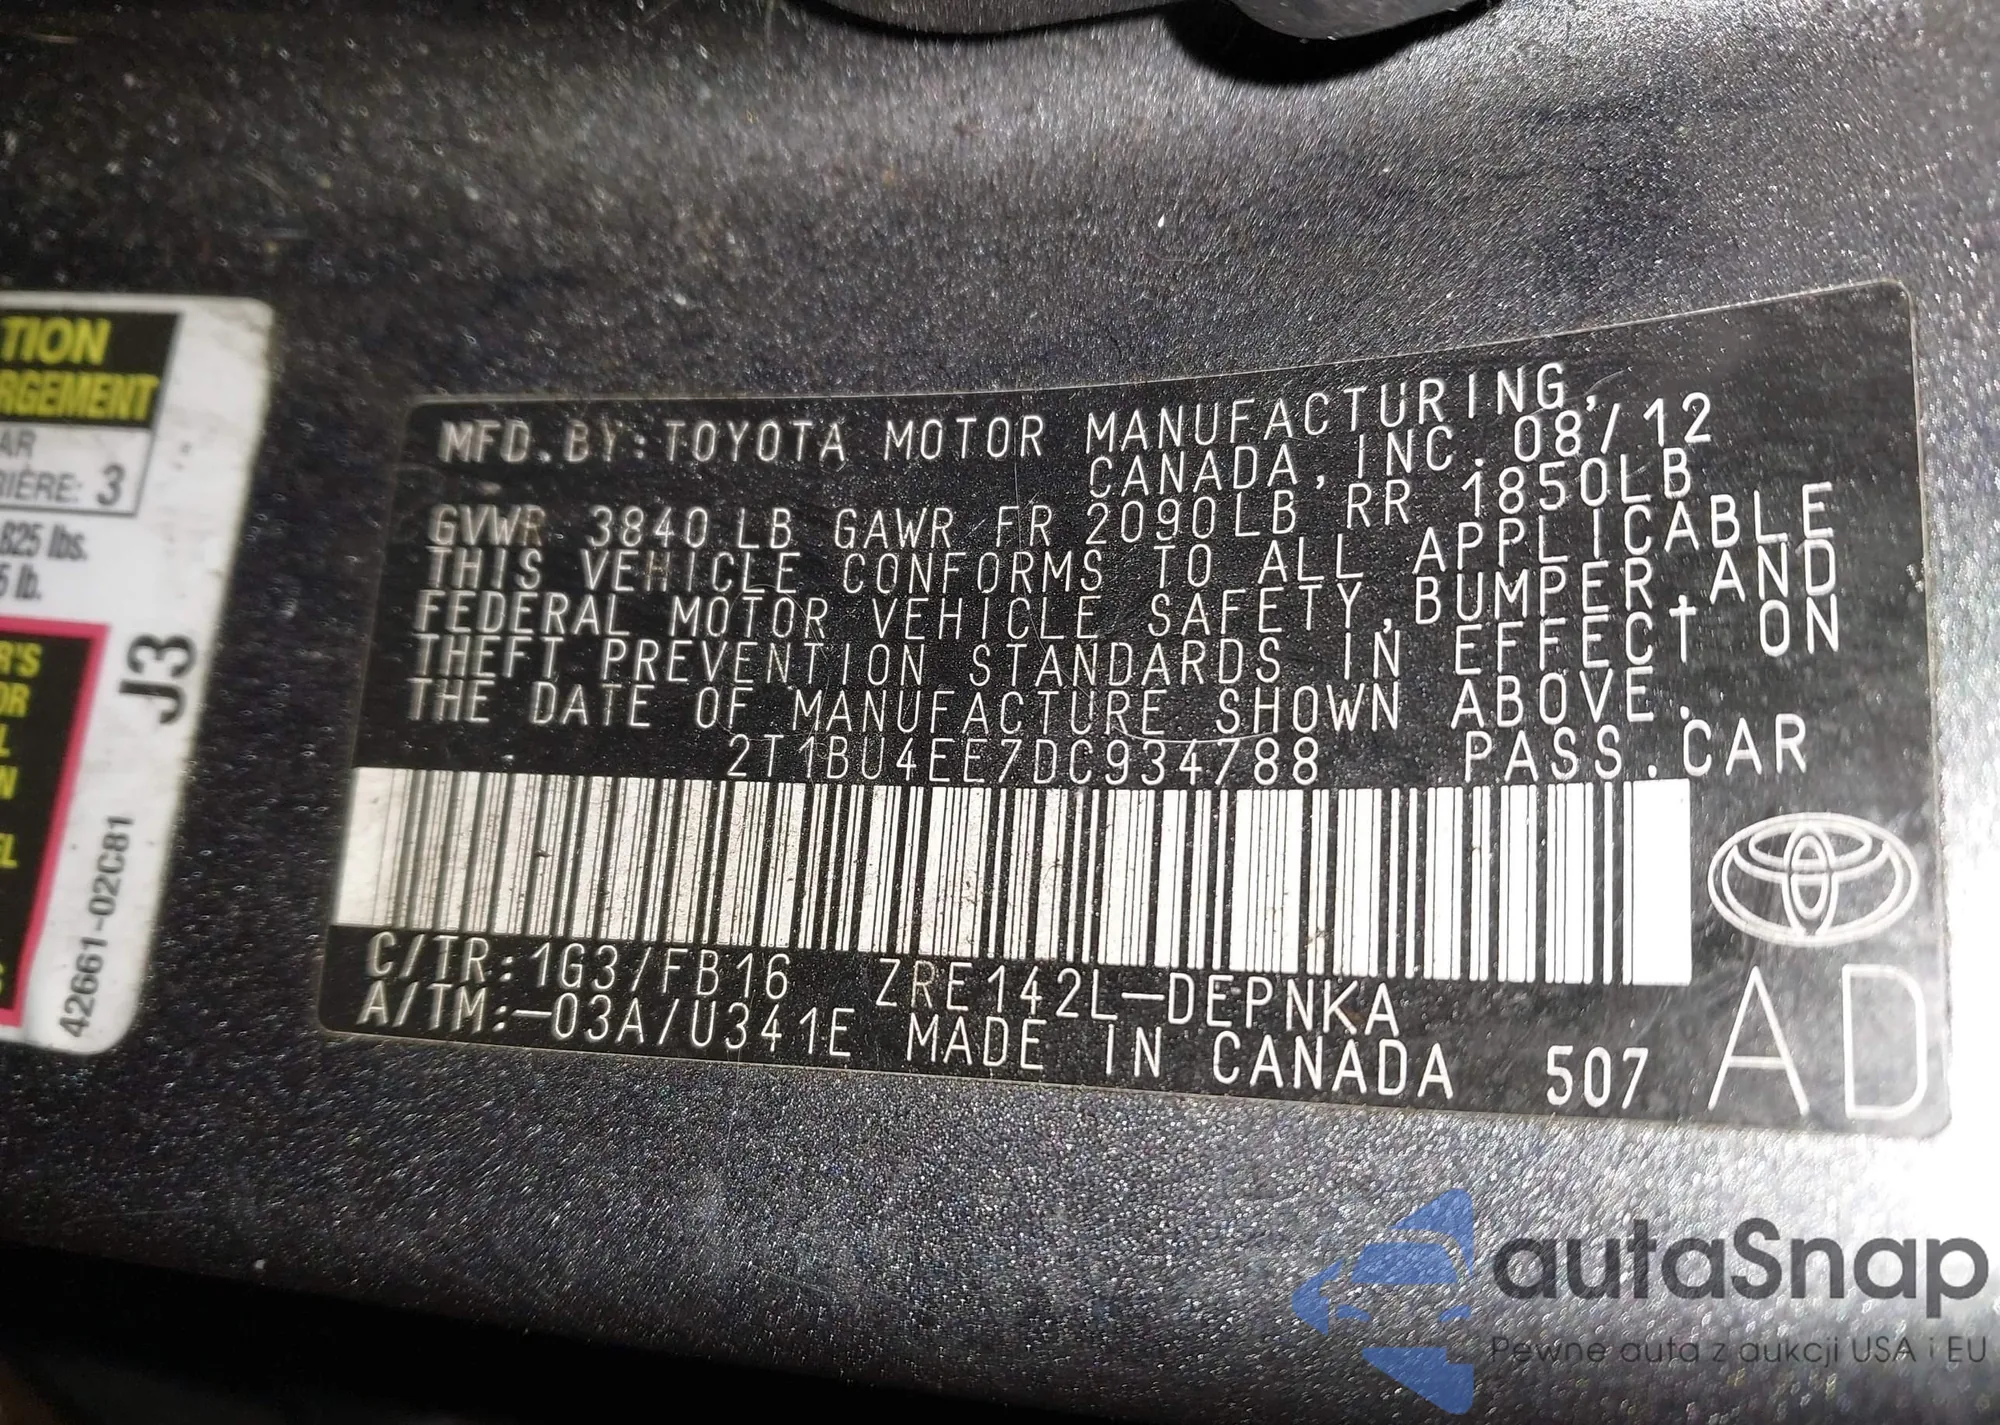 TION
RGEMENT
AR
RIÈRE: 3
825 lbs.
5 lb.
R'S
OR
L
N
EL
S
J3
42661-02C81
MFD.BY:TOYOTA MOTOR MANUFACTURING,
CANADA, INC. 08/12
GVWR 3840LB GAWR FR 2090LB RR 1850LB
THIS VEHICLE CONFORMS TO ALL APPLICABLE
FEDERAL MOTOR VEHICLE SAFETY,BUMPER,AND
THEFT PREVENTION STANDARDS IN EFFECT ON
THE DATE OF MANUFACTURE SHOWN ABOVE.
2T1BU4EE7DC934788 PASS.CAR
C/TR:1G3/FB16 ZRE142L-DEPNKA
A/TM:-03A/U341E MADE IN CANADA 507
AD
autaSnap
Pewne auta z aukcji USA i EU